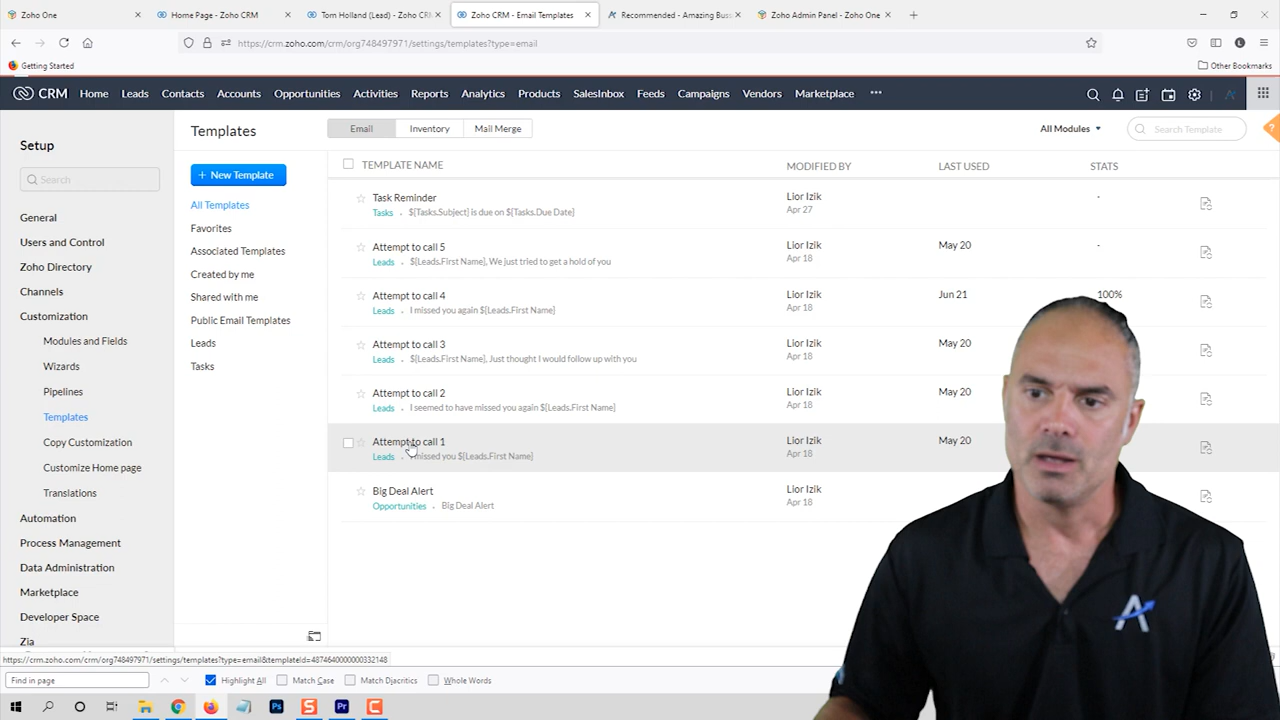 Zoho One
Home Page - Zoho CRM
Tom Holland (Lead) - Zoho CRM
Zoho CRM - Email Templates
Recommended - Amazing Bus
Zoho Admin Panel - Zoho One
https://crm.zoho.com/crm/org748497971/settings/templates?type=email
Getting Started
Other Bookmarks
CRM Home Leads Contacts Accounts Opportunities Activities Reports Analytics Products SalesInbox Feeds Campaigns Vendors Marketplace
Setup
Search
General
Users and Control
Zoho Directory
Channels
Customization
Modules and Fields
Wizards
Pipelines
Templates
Copy Customization
Customize Home page
Translations
Automation
Process Management
Data Administration
Marketplace
Developer Space
Zia
Templates
+ New Template
All Templates
Favorites
Associated Templates
Created by me
Shared with me
Public Email Templates
Leads
Tasks
Email Inventory Mail Merge
All Modules
Search Template
TEMPLATE NAME MODIFIED BY LAST USED STATS
Task Reminder Lior Izik -
Tasks ${Tasks.Subject} is due on ${Tasks.Due Date} Apr 27
Attempt to call 5 Lior Izik May 20 -
Leads ${Leads.First Name}, We just tried to get a hold of you Apr 18
Attempt to call 4 Lior Izik Jun 21 100%
Leads I missed you again ${Leads.First Name} Apr 18
Attempt to call 3 Lior Izik May 20
Leads ${Leads.First Name}, Just thought I would follow up with you Apr 18
Attempt to call 2 Lior Izik May 20
Leads I seemed to have missed you again ${Leads.First Name} Apr 18
Attempt to call 1 Lior Izik May 20
Leads missed you ${Leads.First Name} Apr 18
Big Deal Alert Lior Izik
Opportunities Big Deal Alert Apr 18
https://crm.zoho.com/crm/org748497971/settings/templates?type=email&templateId=4874640000000332148
Find in page Highlight All Match Case Match Diacritics Whole Words